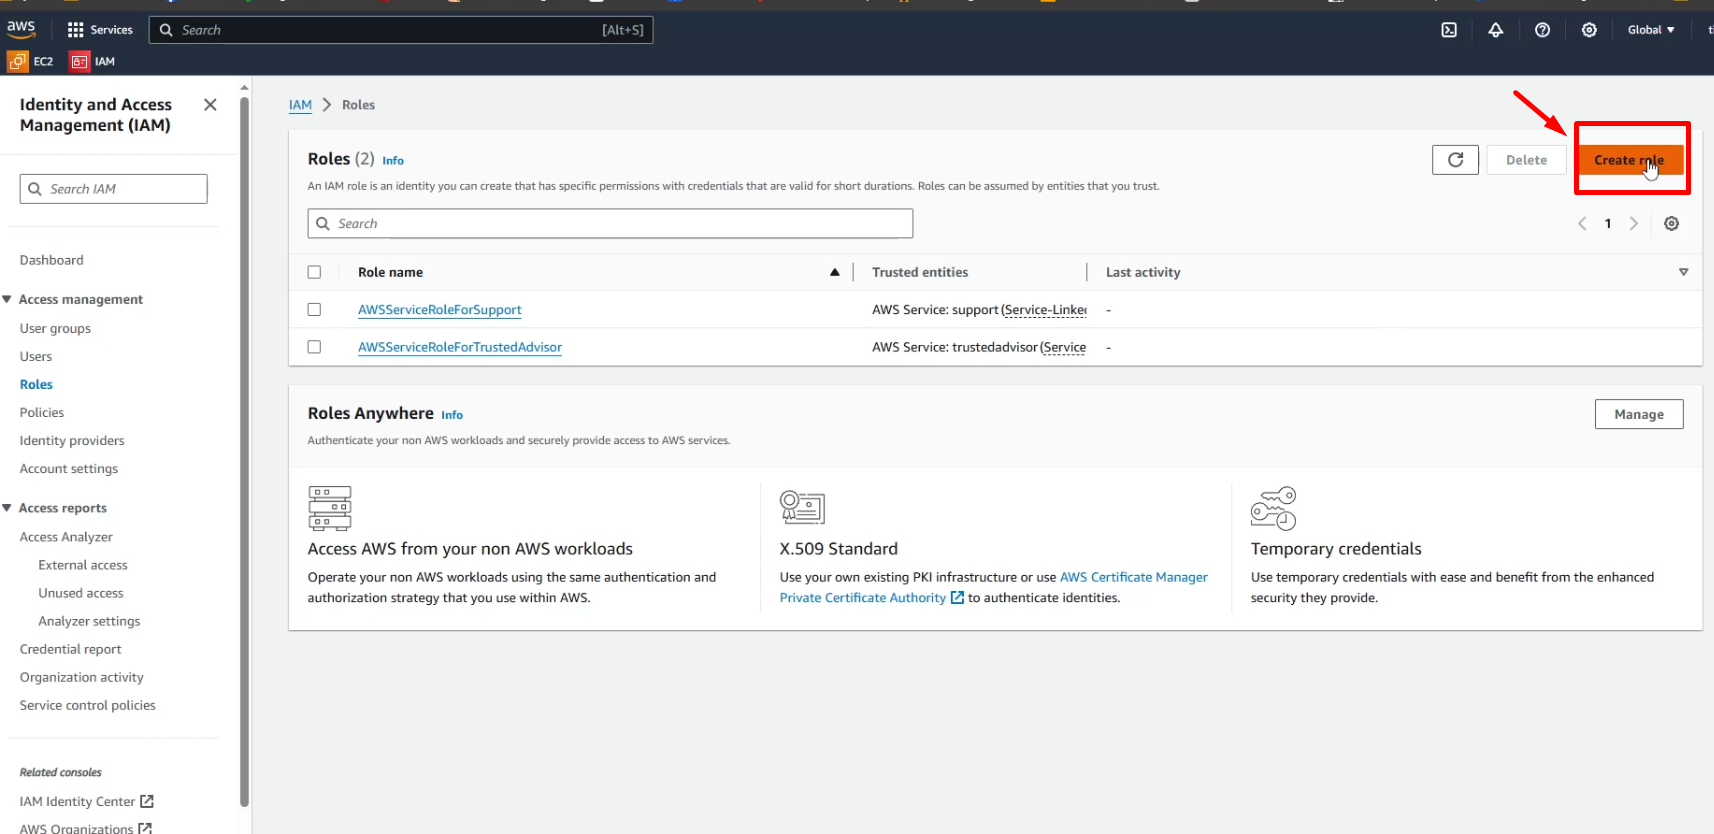 aws
Services
Search
[Alt+S]
Global
EC2
IAM
Identity and Access
Management (IAM)
Search IAM
Dashboard
Access management
User groups
Users
Roles
Policies
Identity providers
Account settings
Access reports
Access Analyzer
External access
Unused access
Analyzer settings
Credential report
Organization activity
Service control policies
Related consoles
IAM Identity Center
AWS Organizations
IAM > Roles
Roles (2) Info
An IAM role is an identity you can create that has specific permissions with credentials that are valid for short durations. Roles can be assumed by entities that you trust.
Delete
Create role
Search
1
Role name
Trusted entities
Last activity
AWSServiceRoleForSupport
AWS Service: support (Service-Linke
-
AWSServiceRoleForTrustedAdvisor
AWS Service: trustedadvisor (Service
-
Roles Anywhere Info
Authenticate your non AWS workloads and securely provide access to AWS services.
Manage
Access AWS from your non AWS workloads
Operate your non AWS workloads using the same authentication and
authorization strategy that you use within AWS.
X.509 Standard
Use your own existing PKI infrastructure or use AWS Certificate Manager
Private Certificate Authority to authenticate identities.
Temporary credentials
Use temporary credentials with ease and benefit from the enhanced
security they provide.